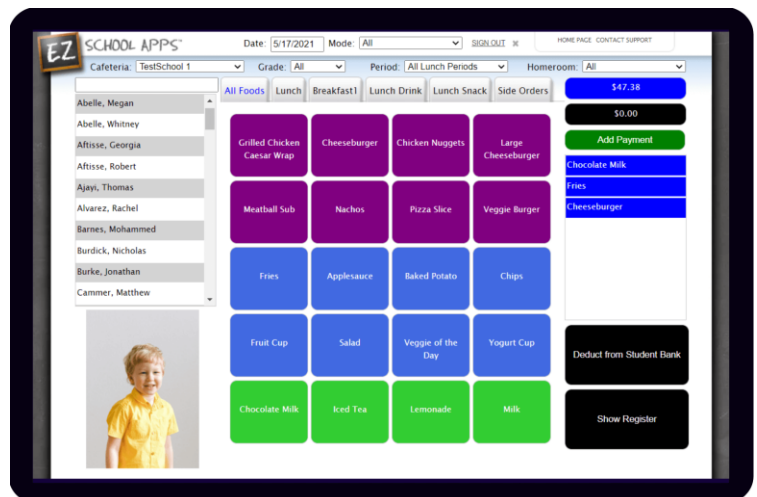 EZ SCHOOL APPS™
Date: 5/17/2021 Mode: All SIGN OUT HOME PAGE CONTACT SUPPORT
Cafeteria: TestSchool 1 Grade: All Period: All Lunch Periods Homeroom: All
All Foods Lunch Breakfast1 Lunch Drink Lunch Snack Side Orders
Abelle, Megan
Abelle, Whitney
Aftisse, Georgia
Aftisse, Robert
Ajayi, Thomas
Alvarez, Rachel
Barnes, Mohammed
Burdick, Nicholas
Burke, Jonathan
Cammer, Matthew
Grilled Chicken
Caesar Wrap
Cheeseburger
Chicken Nuggets
Large
Cheeseburger
Meatball Sub
Nachos
Pizza Slice
Veggie Burger
Fries
Applesauce
Baked Potato
Chips
Fruit Cup
Salad
Veggie of the
Day
Yogurt Cup
Chocolate Milk
Iced Tea
Lemonade
Milk
$47.38
$0.00
Add Payment
Chocolate Milk
Fries
Cheeseburger
Deduct from Student Bank
Show Register